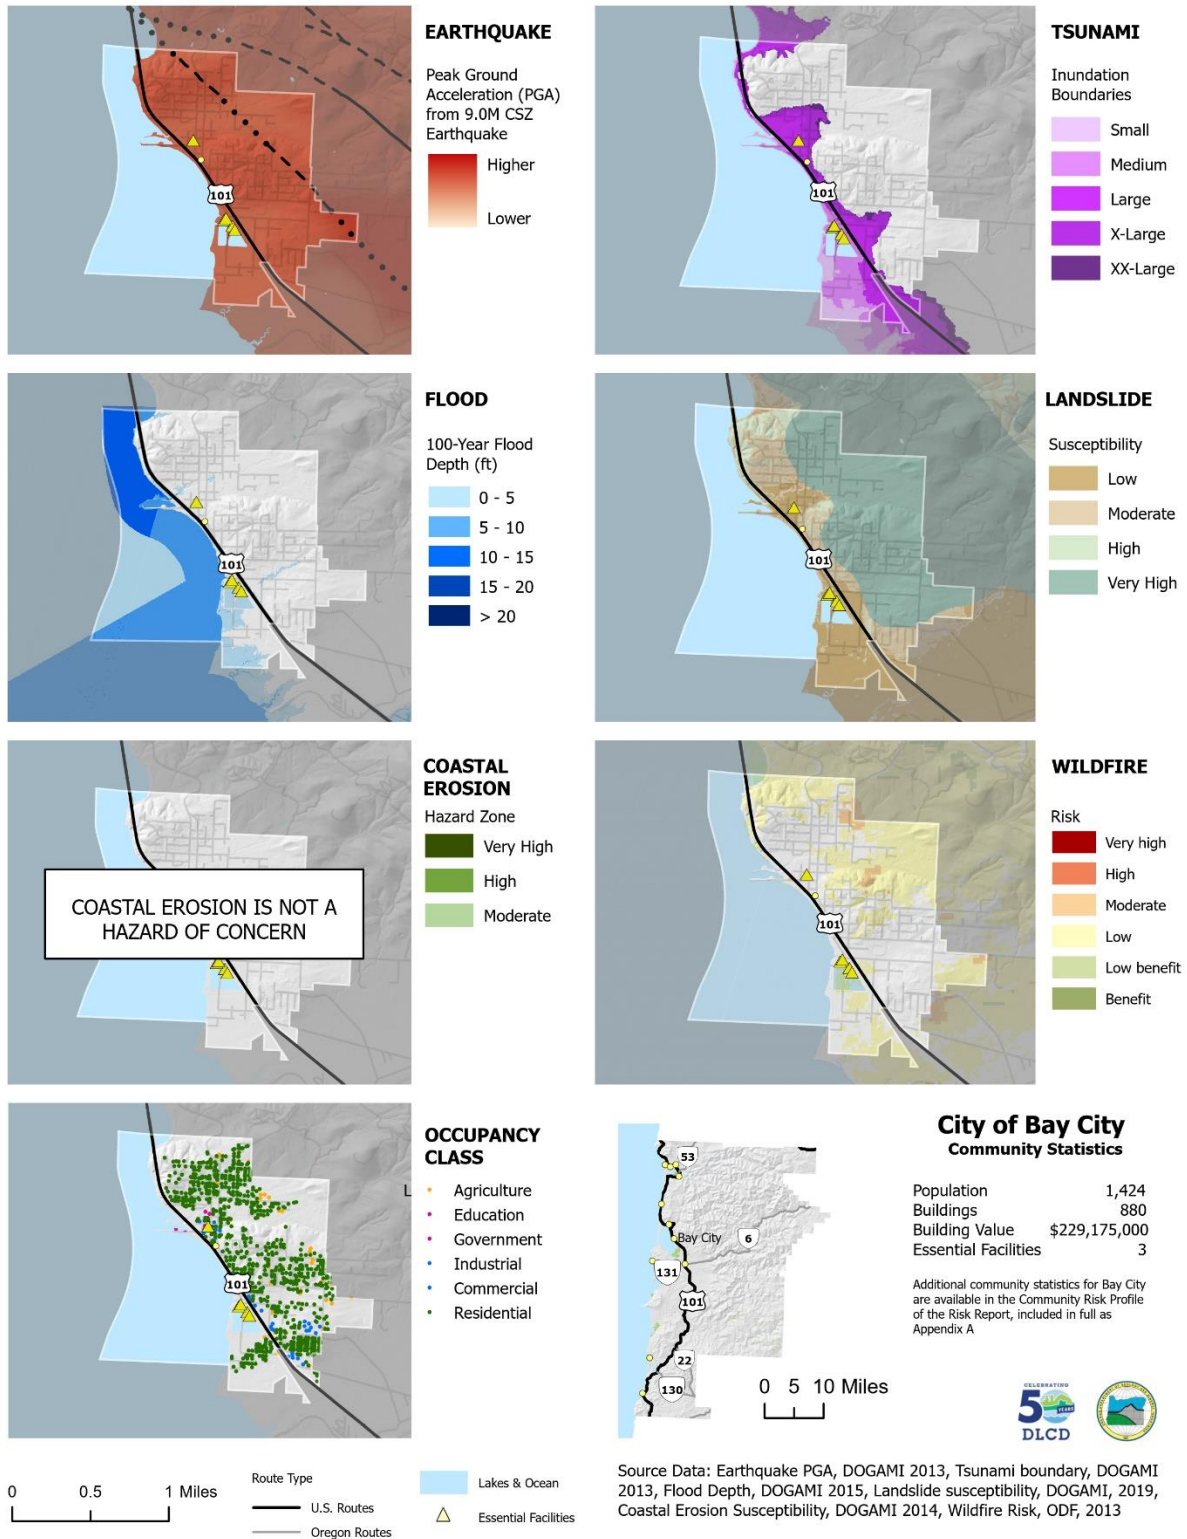 EARTHQUAKE
Peak Ground
Acceleration (PGA)
from 9.0M CSZ
Earthquake
Higher
Lower
101
TSUNAMI
Inundation
Boundaries
Small
Medium
Large
X-Large
XX-Large
101
FLOOD
100-Year Flood
Depth (ft)
0 - 5
5 - 10
10 - 15
15 - 20
> 20
101
LANDSLIDE
Susceptibility
Low
Moderate
High
Very High
101
COASTAL
EROSION
Hazard Zone
Very High
High
Moderate
COASTAL EROSION IS NOT A
HAZARD OF CONCERN
WILDFIRE
Risk
Very high
High
Moderate
Low
Low benefit
Benefit
101
OCCUPANCY
CLASS
Agriculture
Education
Government
Industrial
Commercial
Residential
101
L
53
Bay City
6
131
101
22
130
0 5 10 Miles
City of Bay City
Community Statistics
Population 1,424
Buildings 880
Building Value $229,175,000
Essential Facilities 3
Additional community statistics for Bay City
are available in the Community Risk Profile
of the Risk Report, included in full as
Appendix A
CELEBRATING
50
YEARS
DLCD
0 0.5 1 Miles
Route Type
U.S. Routes
Oregon Routes
Lakes & Ocean
Essential Facilities
Source Data: Earthquake PGA, DOGAMI 2013, Tsunami boundary, DOGAMI
2013, Flood Depth, DOGAMI 2015, Landslide susceptibility, DOGAMI, 2019,
Coastal Erosion Susceptibility, DOGAMI 2014, Wildfire Risk, ODF, 2013